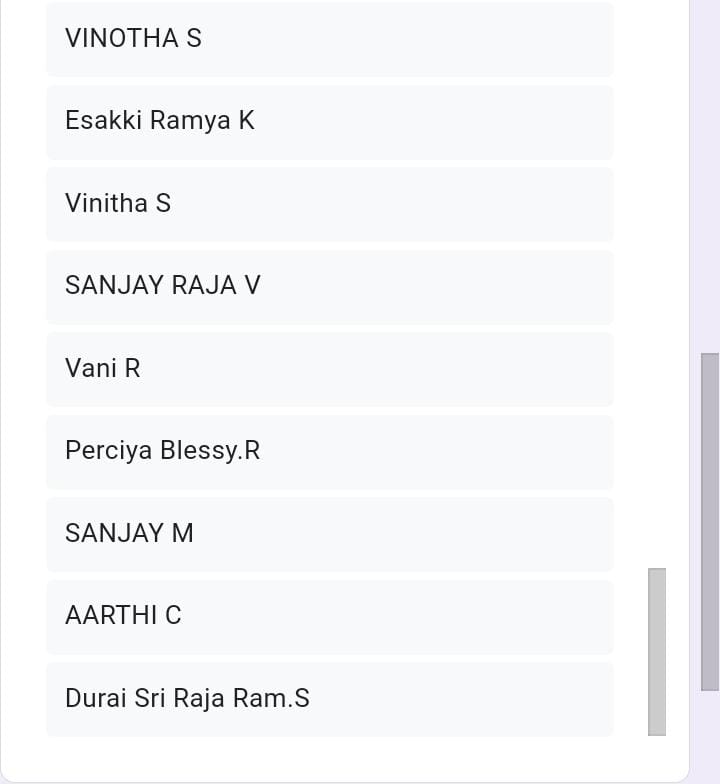 VINOTHA S
Esakki Ramya K
Vinitha S
SANJAY RAJA V
Vani R
Perciya Blessy.R
SANJAY M
AARTHI C
Durai Sri Raja Ram.S